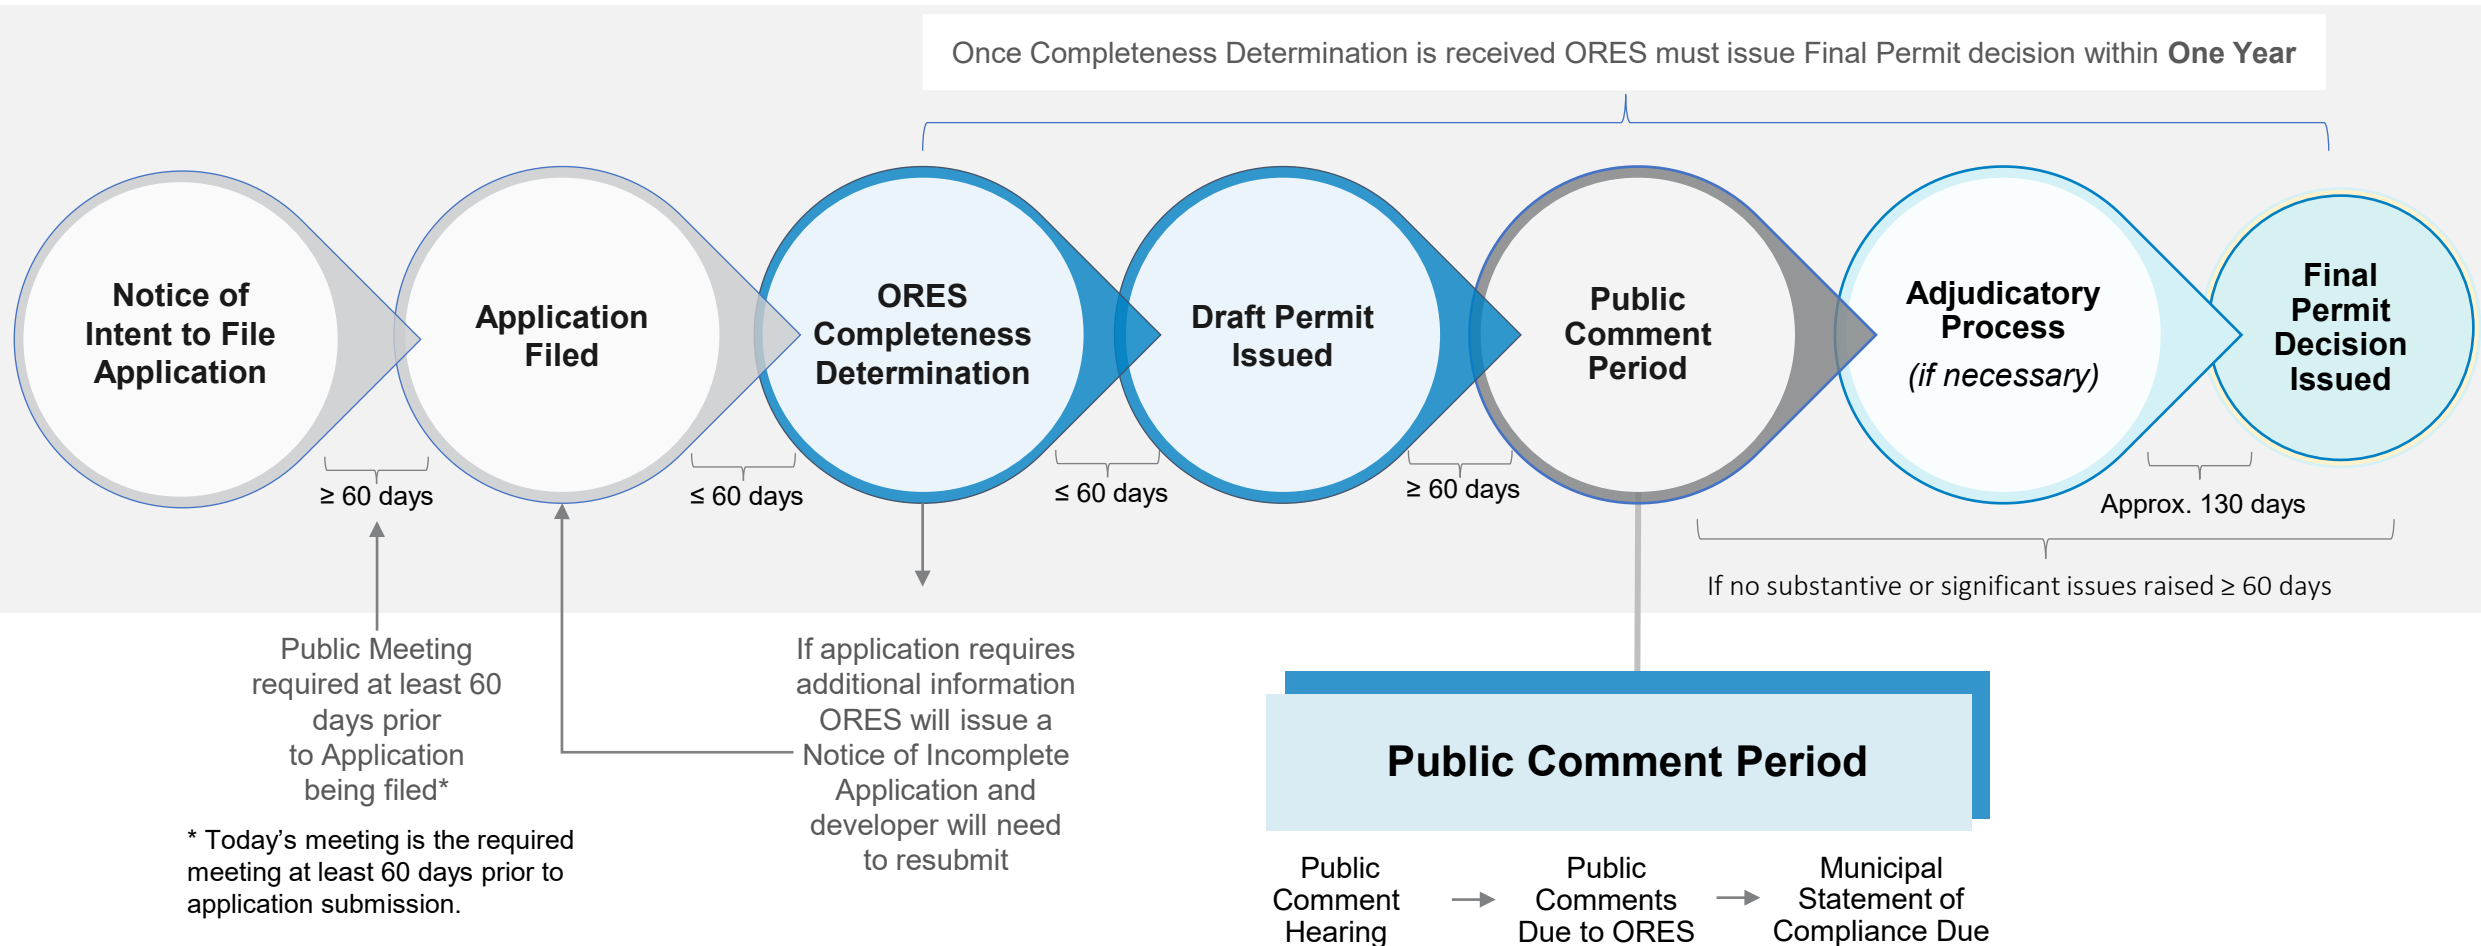 Once Completeness Determination is received ORES must issue Final Permit decision within One Year
Notice of
Intent to File
Application
Application
Filed
ORES
Completeness
Determination
Draft Permit
Issued
Public
Comment
Period
Adjudicatory
Process
(if necessary)
Final
Permit
Decision
Issued
≥ 60 days
≤ 60 days
≤ 60 days
≥ 60 days
Approx. 130 days
If no substantive or significant issues raised ≥ 60 days
Public Meeting
required at least 60
days prior
to Application
being filed*
* Today’s meeting is the required
meeting at least 60 days prior to
application submission.
If application requires
additional information
ORES will issue a
Notice of Incomplete
Application and
developer will need
to resubmit
Public Comment Period
Public
Comment
Hearing
Public
Comments
Due to ORES
Municipal
Statement of
Compliance Due